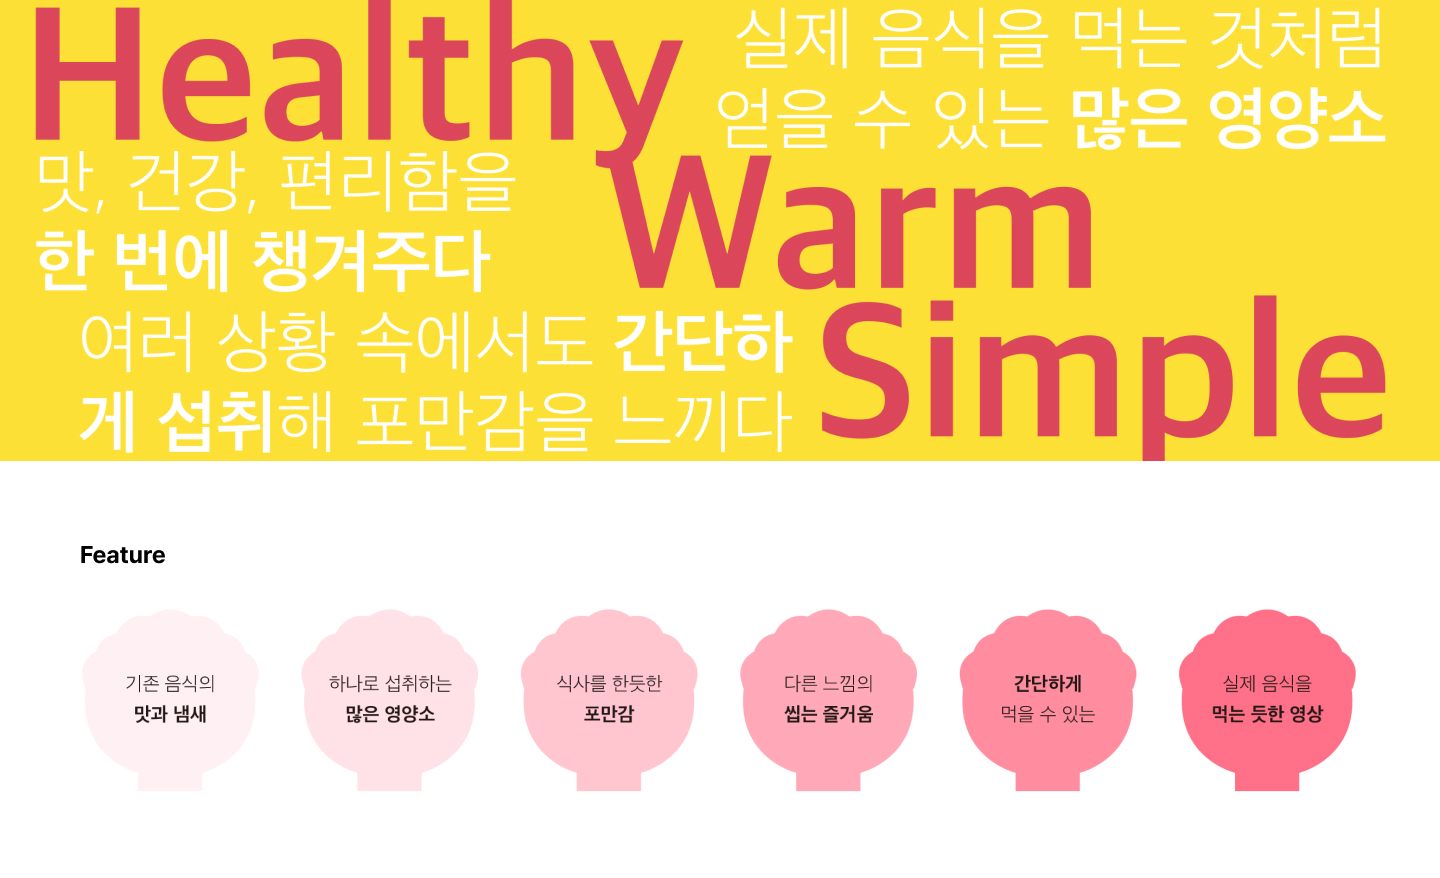 Healthy
실제 음식을 먹는 것처럼
얻을 수 있는 많은 영양소
맛, 건강, 편리함을
한 번에 챙겨주다
Warm
여러 상황 속에서도 간단하
게 섭취해 포만감을 느끼다
Simple
Feature
기존 음식의
맛과 냄새
하나로 섭취하는
많은 영양소
식사를 한듯한
포만감
다른 느낌의
씹는 즐거움
간단하게
먹을 수 있는
실제 음식을
먹는 듯한 영상